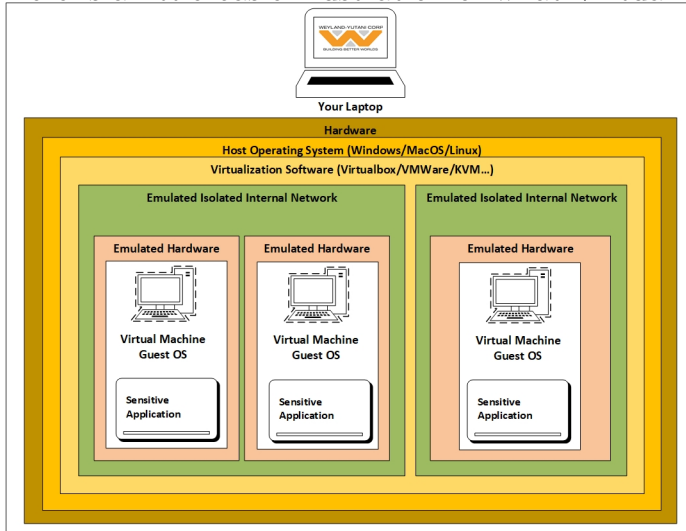 WEYLAND-YUTANI CORP
BUILDING BETTER WORLDS
Your Laptop
Hardware
Host Operating System (Windows/MacOS/Linux)
Virtualization Software (Virtualbox/VMWare/KVM...)
Emulated Isolated Internal Network
Emulated Isolated Internal Network
Emulated Hardware
Emulated Hardware
Emulated Hardware
Virtual Machine
Guest OS
Virtual Machine
Guest OS
Virtual Machine
Guest OS
Sensitive
Application
Sensitive
Application
Sensitive
Application